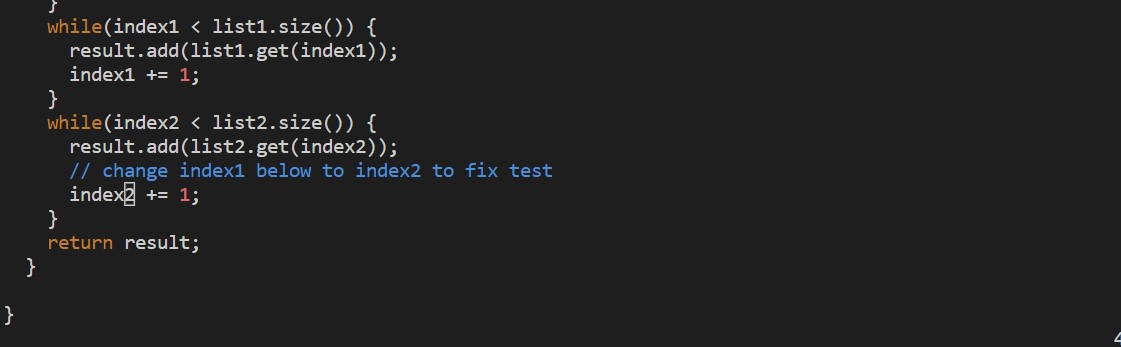 }
while(index1 < list1.size()) {
result.add(list1.get(index1));
index1 += 1;
}
while(index2 < list2.size()) {
result.add(list2.get(index2));
// change index1 below to index2 to fix test
index2 += 1;
}
return result;
}
}